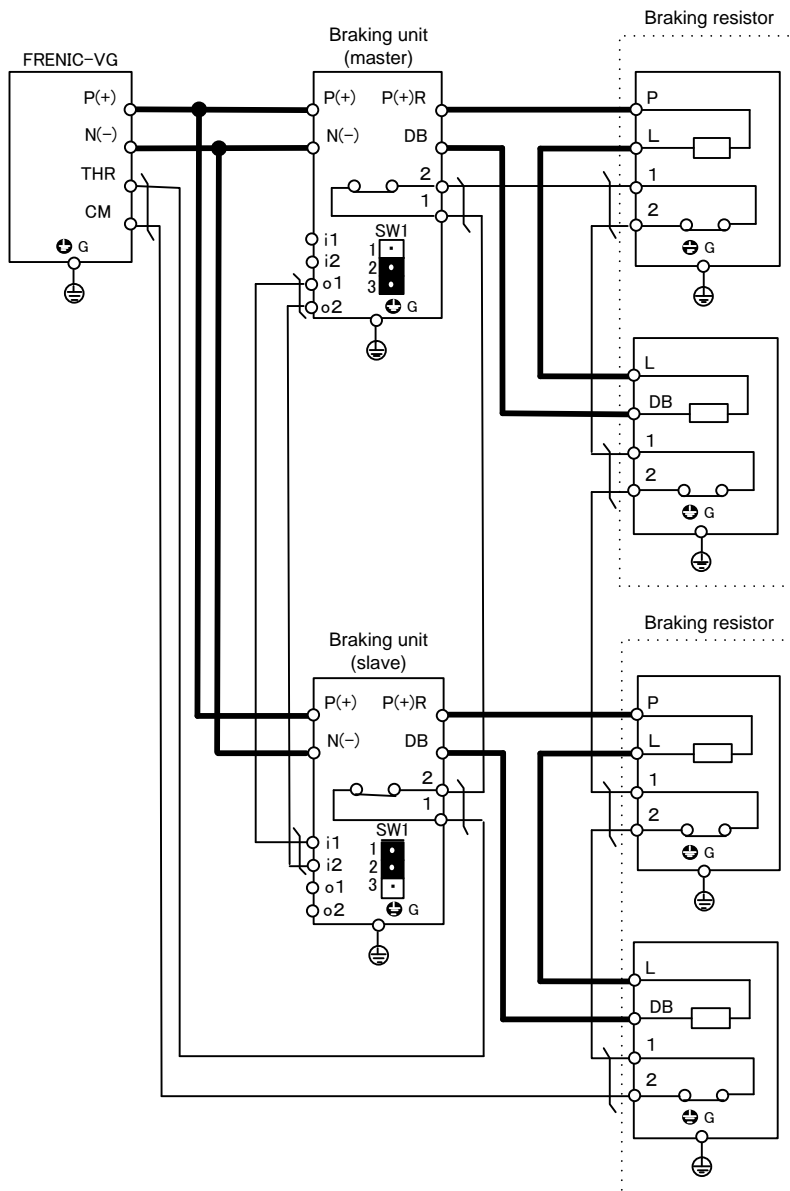 Braking resistor
Braking unit
(master)
FRENIC-VG
P(+)
N(-)
THR
CM
G
P(+) P(+)R
N(-) DB
2
1
i1
i2
o1
o2
SW1
1
2
3
G
P
L
1
2
G
L
DB
1
2
G
Braking resistor
Braking unit
(slave)
P(+) P(+)R
N(-) DB
2
1
i1
i2
o1
o2
SW1
1
2
3
G
P
L
1
2
G
L
DB
1
2
G